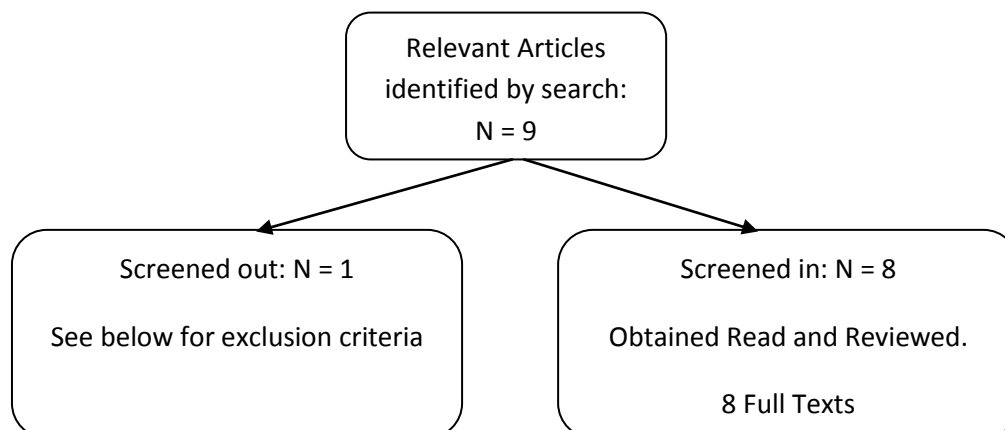 Relevant Articles
identified by search:
N = 9
Screened out: N = 1
See below for exclusion criteria
Screened in: N = 8
Obtained Read and Reviewed.
8 Full Texts